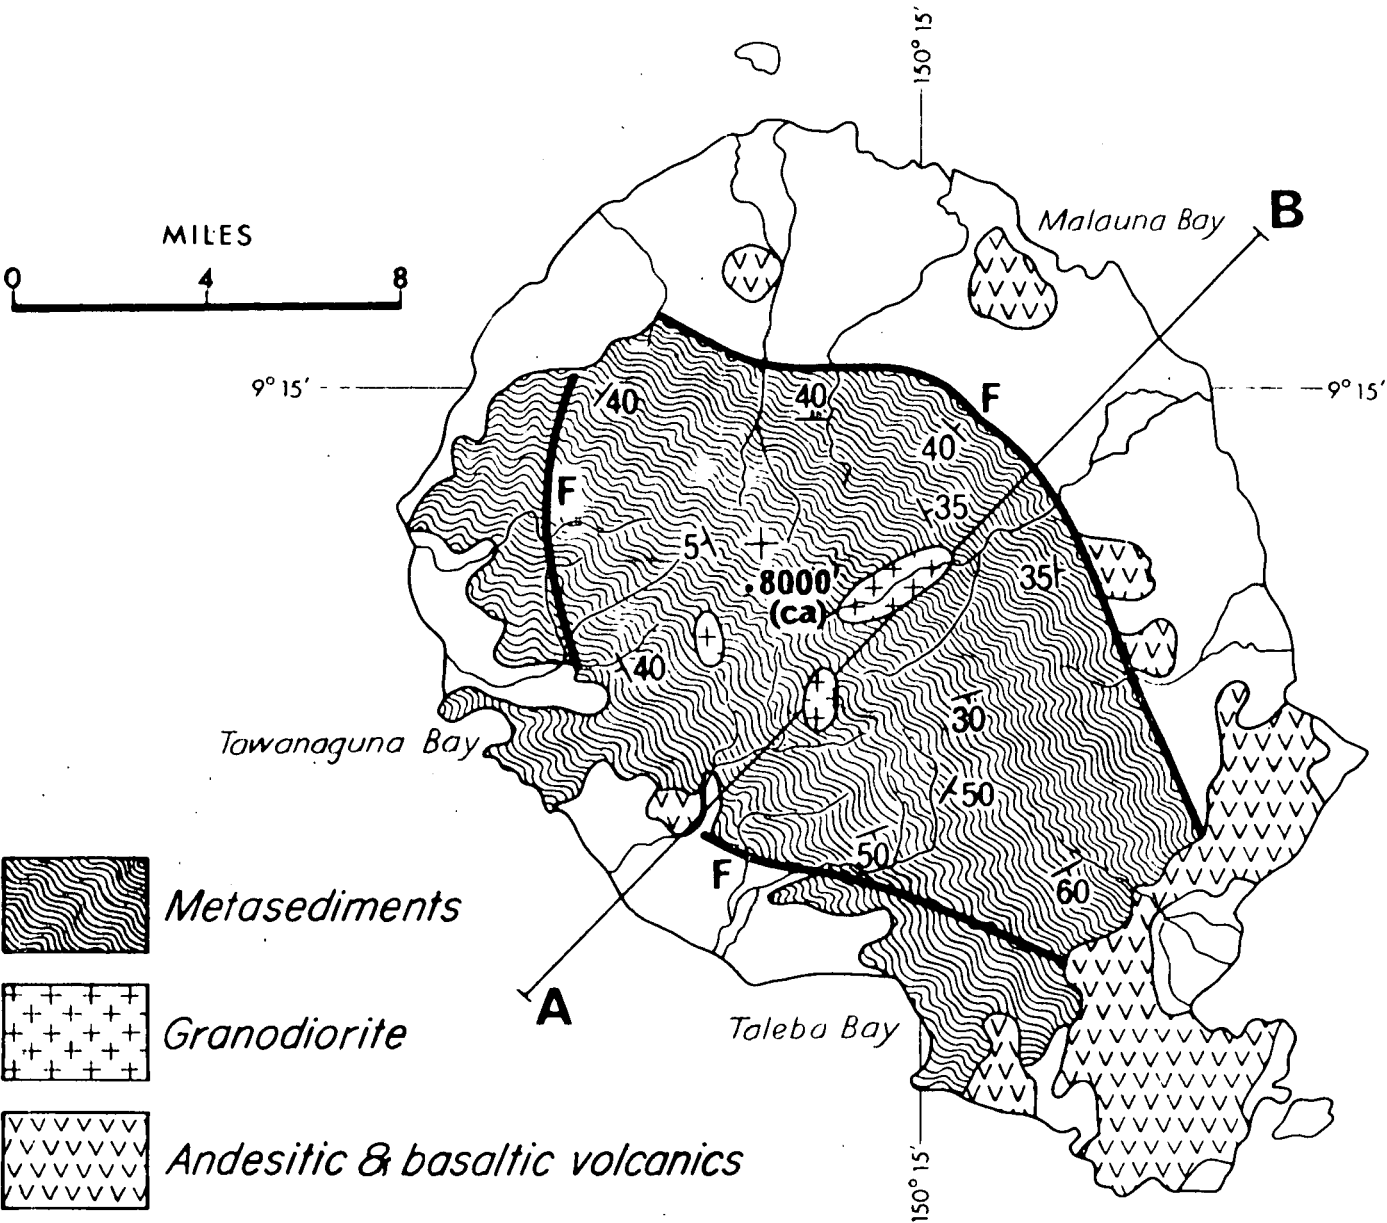 150° 15'
B
Malauna Bay
MILES
0 4 8
9° 15'
9° 15'
40
40
F
40
F
35
5
.8000'
(ca)
35
40
30
Tawanaguna Bay
50
50
F
60
Metasediments
A
Granodiorite
Taleba Bay
Andesitic & basaltic volcanics
150° 15'